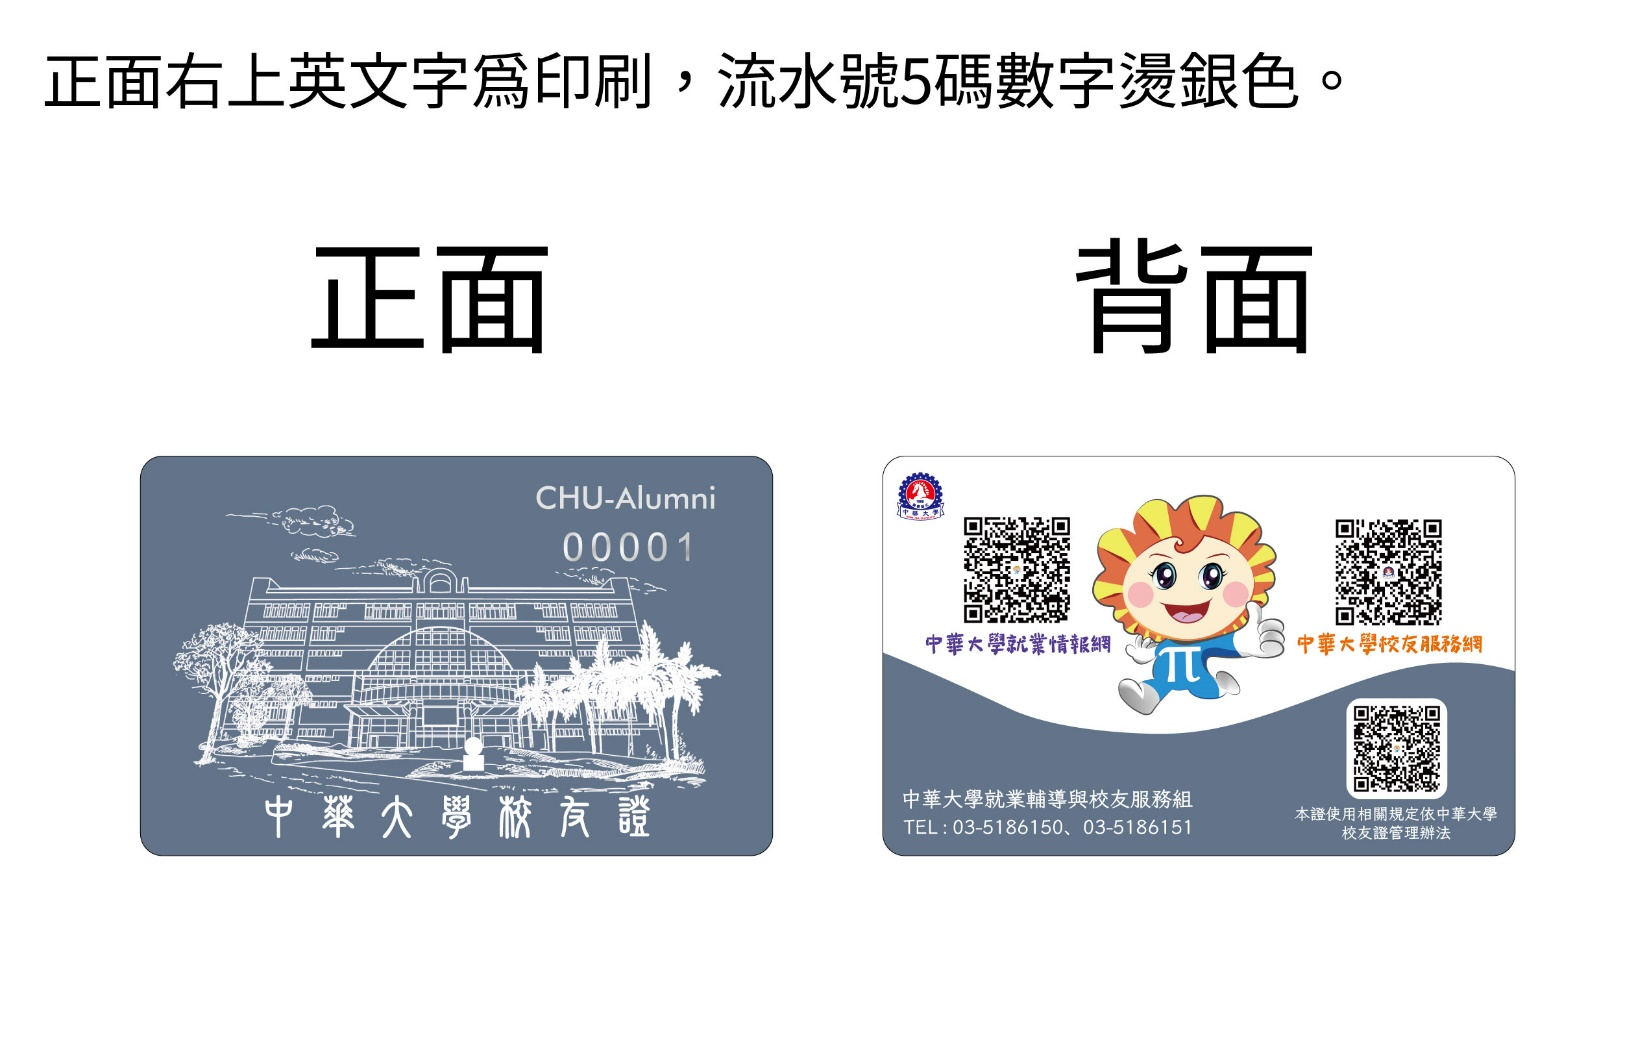 正面右上英文字爲印刷，流水號5碼數字燙銀色。
正面
背面
CHU-Alumni
00001
中華大學校友證
中華大學
中華大學就業情報網
π
中華大學校友服務網
中華大學就業輔導與校友服務組
TEL : 03-5186150、03-5186151
本證使用相關規定依中華大學
校友證管理辦法